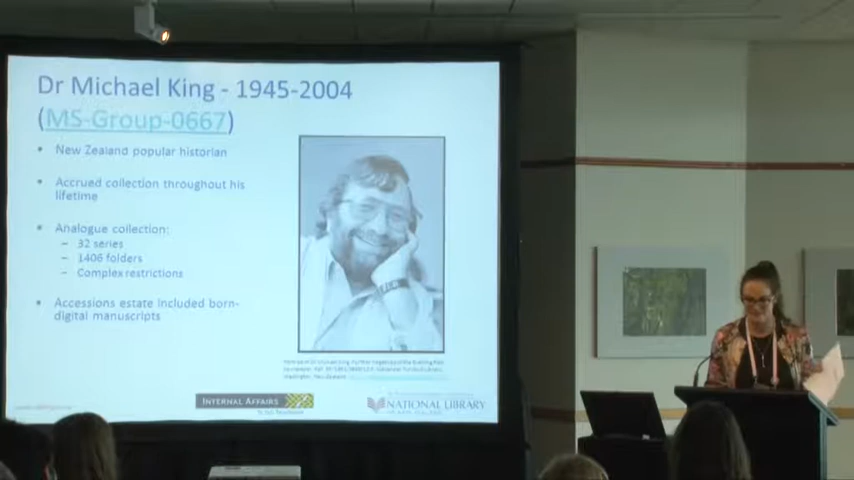 Dr Michael King - 1945-2004
(MS-Group-0667)
• New Zealand popular historian
• Accrued collection throughout his
lifetime
• Analogue collection:
– 32 series
– 1406 folders
– Complex restrictions
• Accessions estate included born-
digital manuscripts
INTERNAL AFFAIRS
NATIONAL LIBRARY